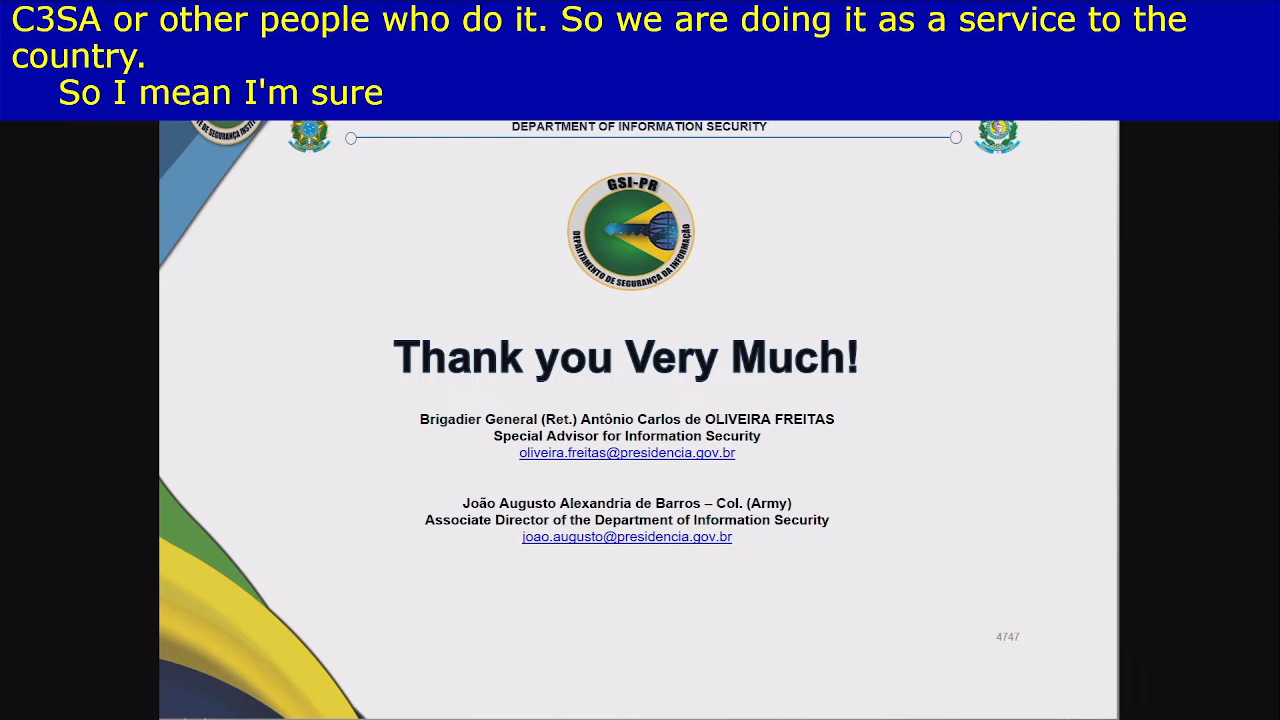 C3SA or other people who do it. So we are doing it as a service to the
country.
So I mean I'm sure
DEPARTMENT OF INFORMATION SECURITY
GSI-PR
DEPARTAMENTO DE SEGURANÇA DA INFORMAÇÃO
Thank you Very Much!
Brigadier General (Ret.) Antônio Carlos de OLIVEIRA FREITAS
Special Advisor for Information Security
oliveira.freitas@presidencia.gov.br
João Augusto Alexandria de Barros – Col. (Army)
Associate Director of the Department of Information Security
joao.augusto@presidencia.gov.br
4747